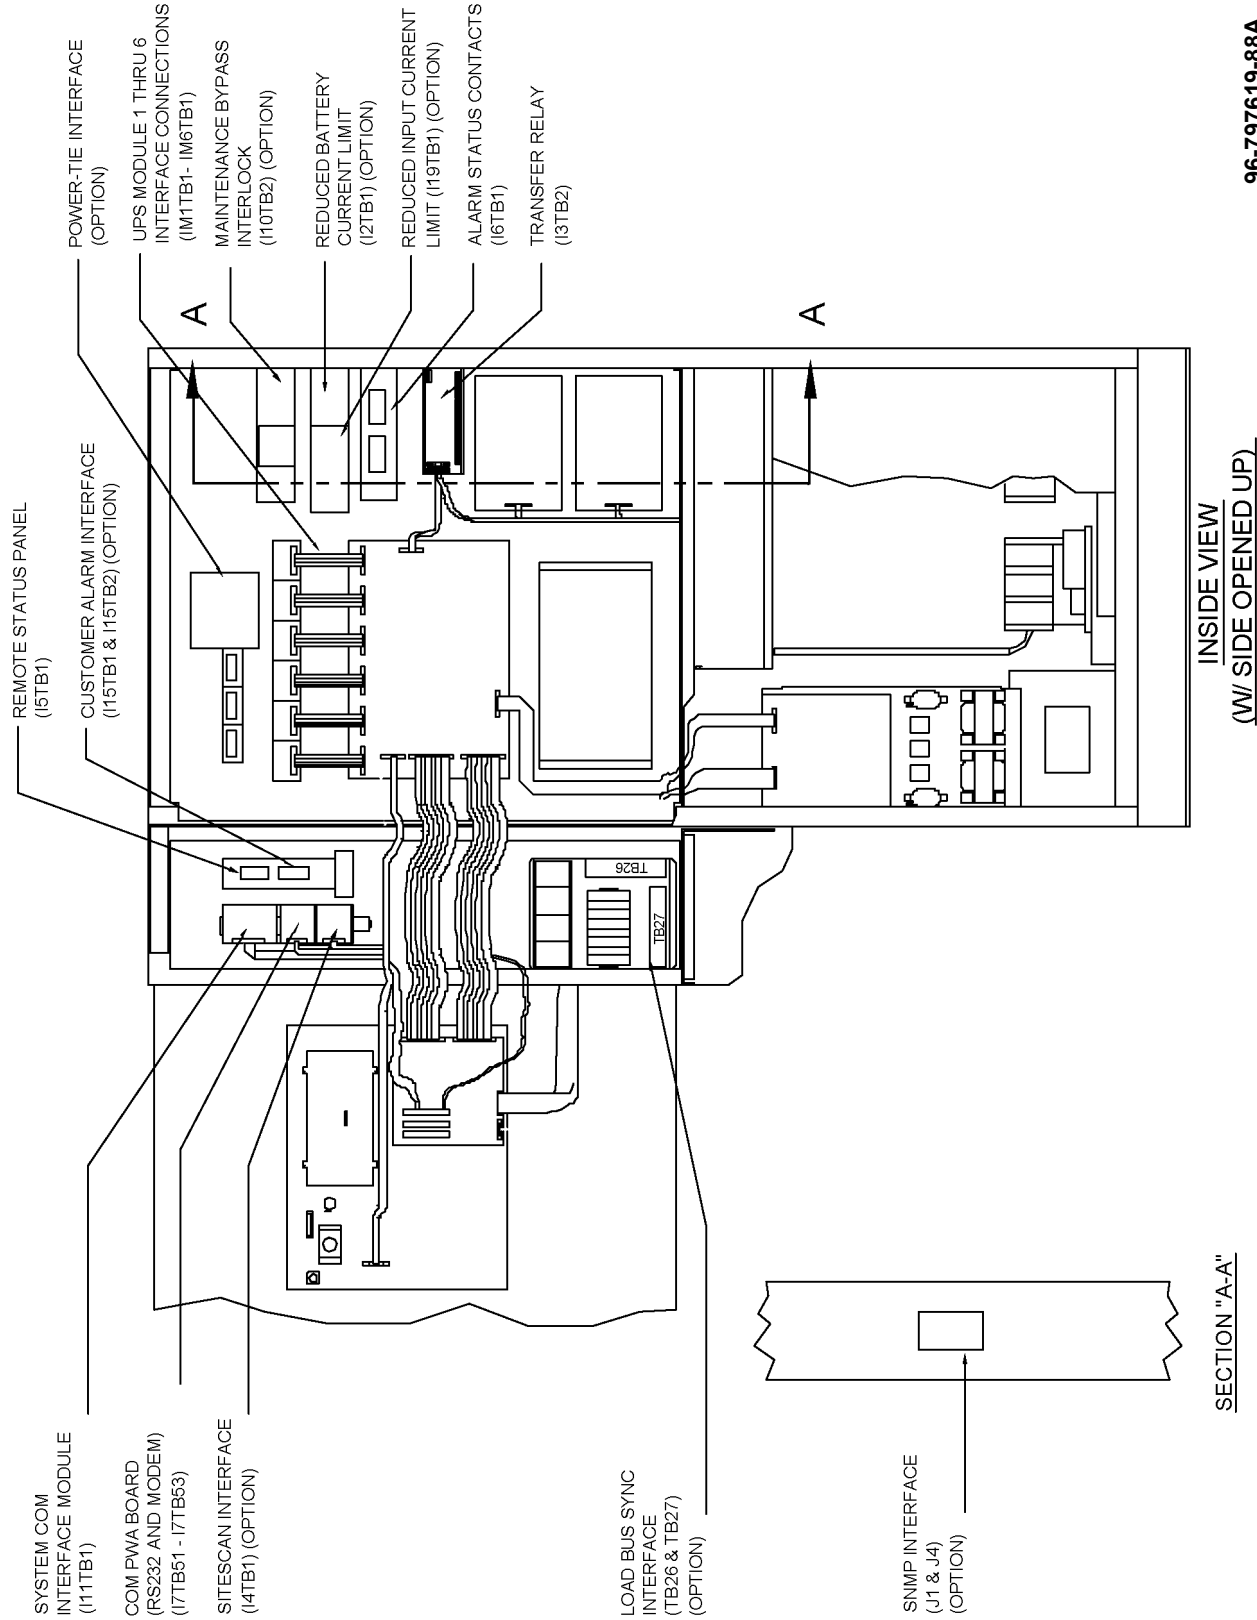 REMOTE STATUS PANEL
(I5TB1)
CUSTOMER ALARM INTERFACE
(I15TB1 & I15TB2) (OPTION)
POWER-TIE INTERFACE
(OPTION)
UPS MODULE 1 THRU 6
INTERFACE CONNECTIONS
(IM1TB1- IM6TB1)
MAINTENANCE BYPASS
INTERLOCK
(I10TB2) (OPTION)
REDUCED BATTERY
CURRENT LIMIT
(I2TB1) (OPTION)
REDUCED INPUT CURRENT
LIMIT (I19TB1) (OPTION)
ALARM STATUS CONTACTS
(I6TB1)
TRANSFER RELAY
(I3TB2)
A
A
SYSTEM COM
INTERFACE MODULE
(I11TB1)
COM PWA BOARD
(RS232 AND MODEM)
(I7TB51 - I7TB53)
SITESCAN INTERFACE
(I4TB1) (OPTION)
TB26
TB27
LOAD BUS SYNC
INTERFACE
(TB26 & TB27)
(OPTION)
SNMP INTERFACE
(J1 & J4)
(OPTION)
SECTION "A-A"
INSIDE VIEW
(W/ SIDE OPENED UP)
96-797619-88A